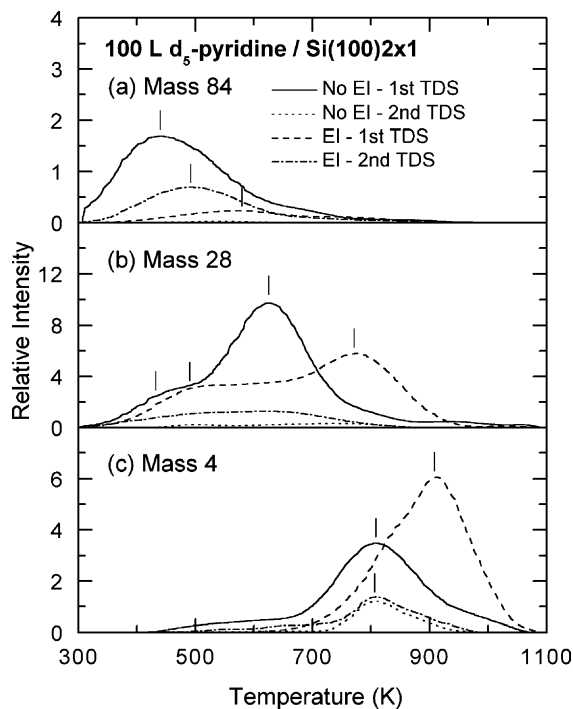 100 L d5-pyridine / Si(100)2x1
(a) Mass 84
No EI - 1st TDS
No EI - 2nd TDS
EI - 1st TDS
EI - 2nd TDS
4
3
2
1
0
(b) Mass 28
12
8
4
0
(c) Mass 4
6
4
2
0
Relative Intensity
300 500 700 900 1100
Temperature (K)